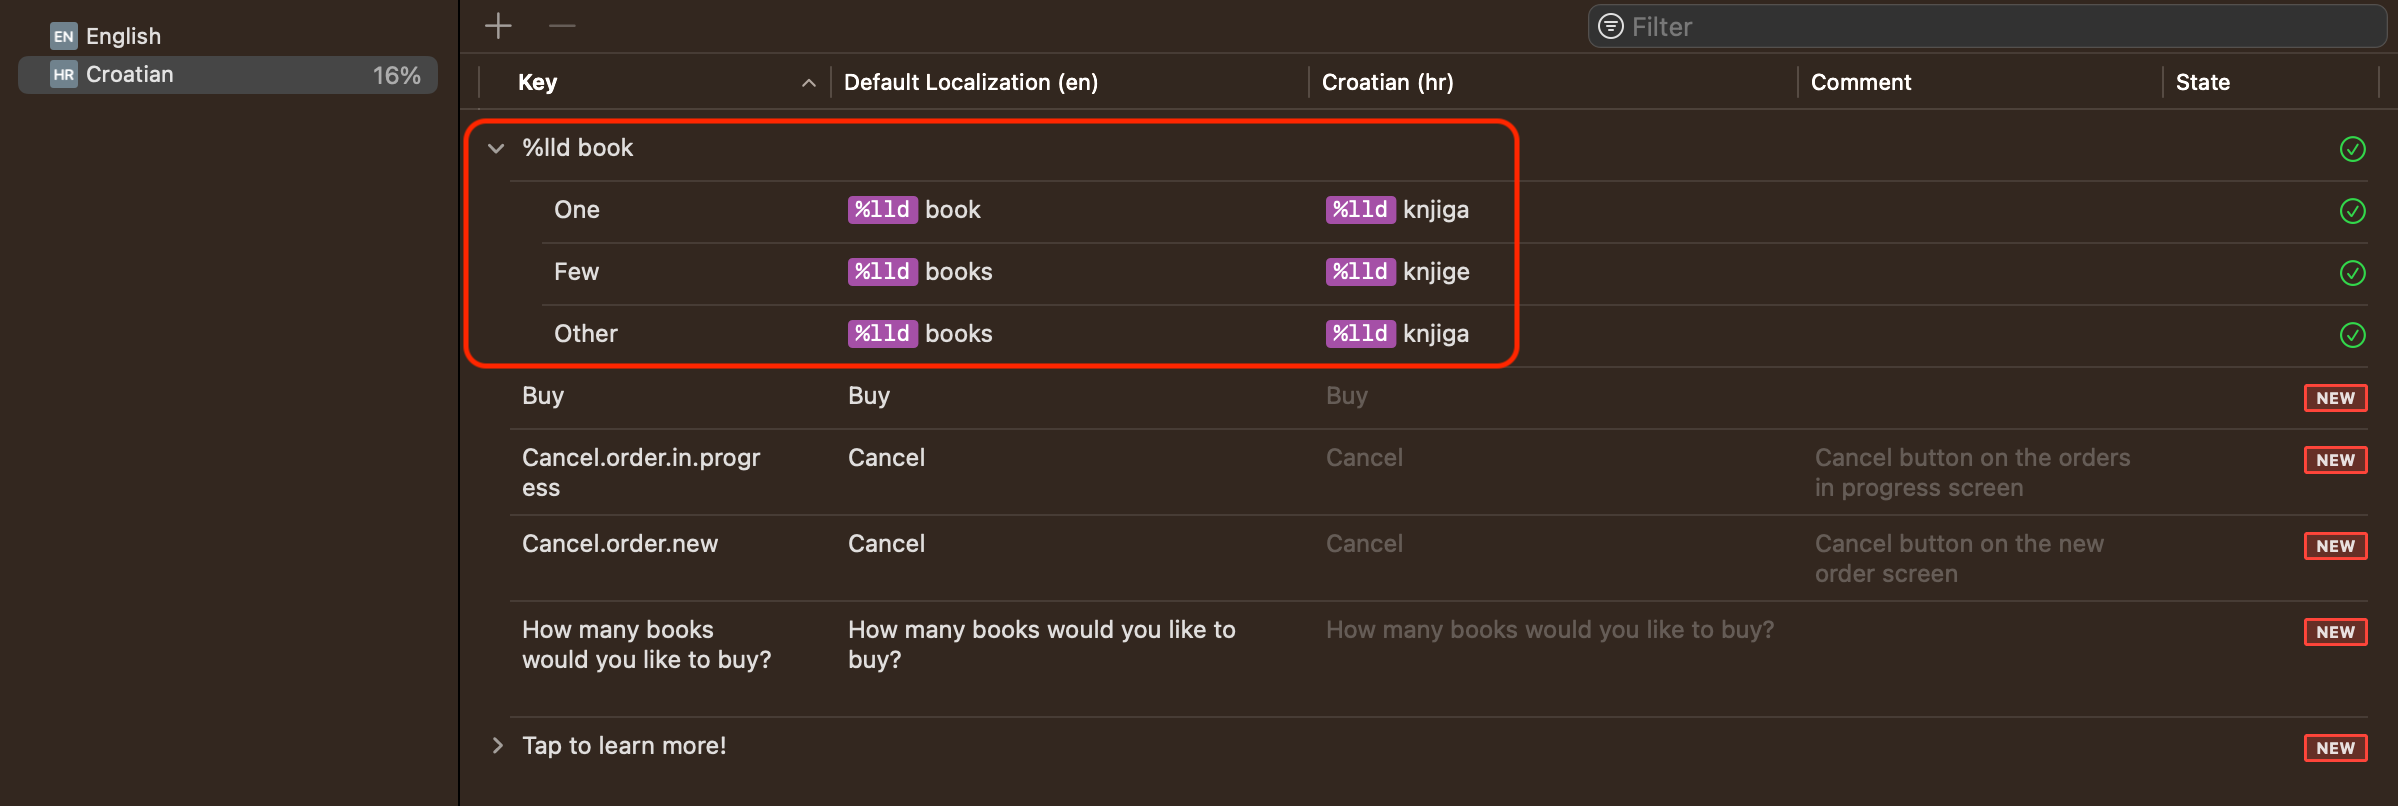 EN English
HR Croatian 16%
Filter
Key Default Localization (en) Croatian (hr) Comment State
%lld book
One %lld book %lld knjiga
Few %lld books %lld knjige
Other %lld books %lld knjiga
Buy Buy Buy NEW
Cancel.order.in.progr Cancel Cancel Cancel button on the orders NEW
ess in progress screen
Cancel.order.new Cancel Cancel Cancel button on the new NEW
order screen
How many books How many books would you like to How many books would you like to buy? NEW
would you like to buy? buy?
Tap to learn more! NEW